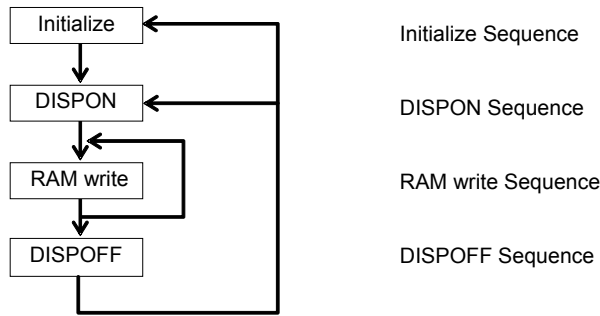 Initialize
Initialize Sequence
DISPON
DISPON Sequence
RAM write
RAM write Sequence
DISPOFF
DISPOFF Sequence